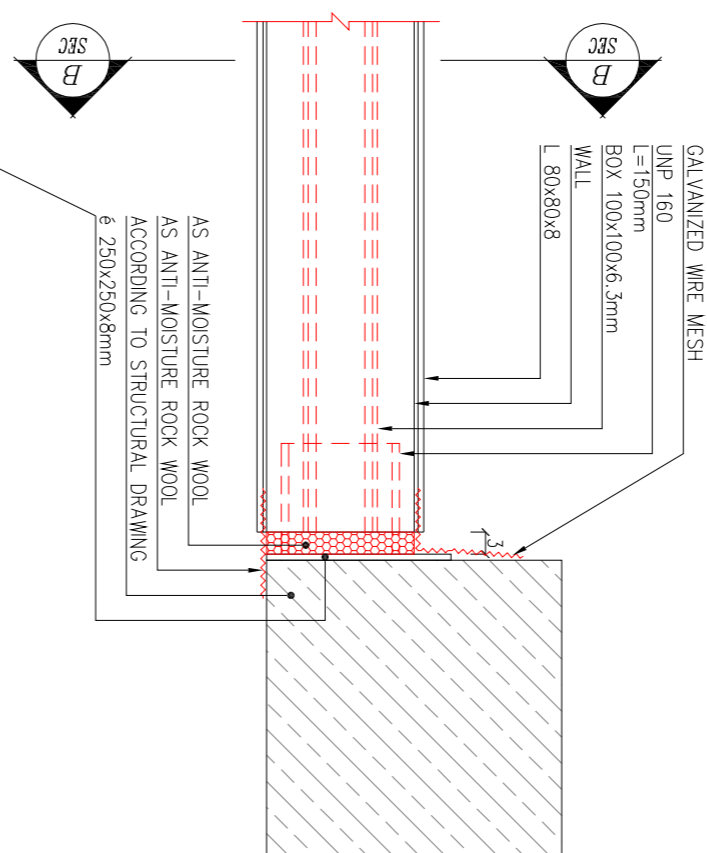 SEC
B
SEC
B
GALVANIZED WIRE MESH
UNP 160
L=150mm
BOX 100x100x6.3mm
WALL
L 80x80x8
3
AS ANTI-MOISTURE ROCK WOOL
AS ANTI-MOISTURE ROCK WOOL
ACCORDING TO STRUCTURAL DRAWING
é 250x250x8mm